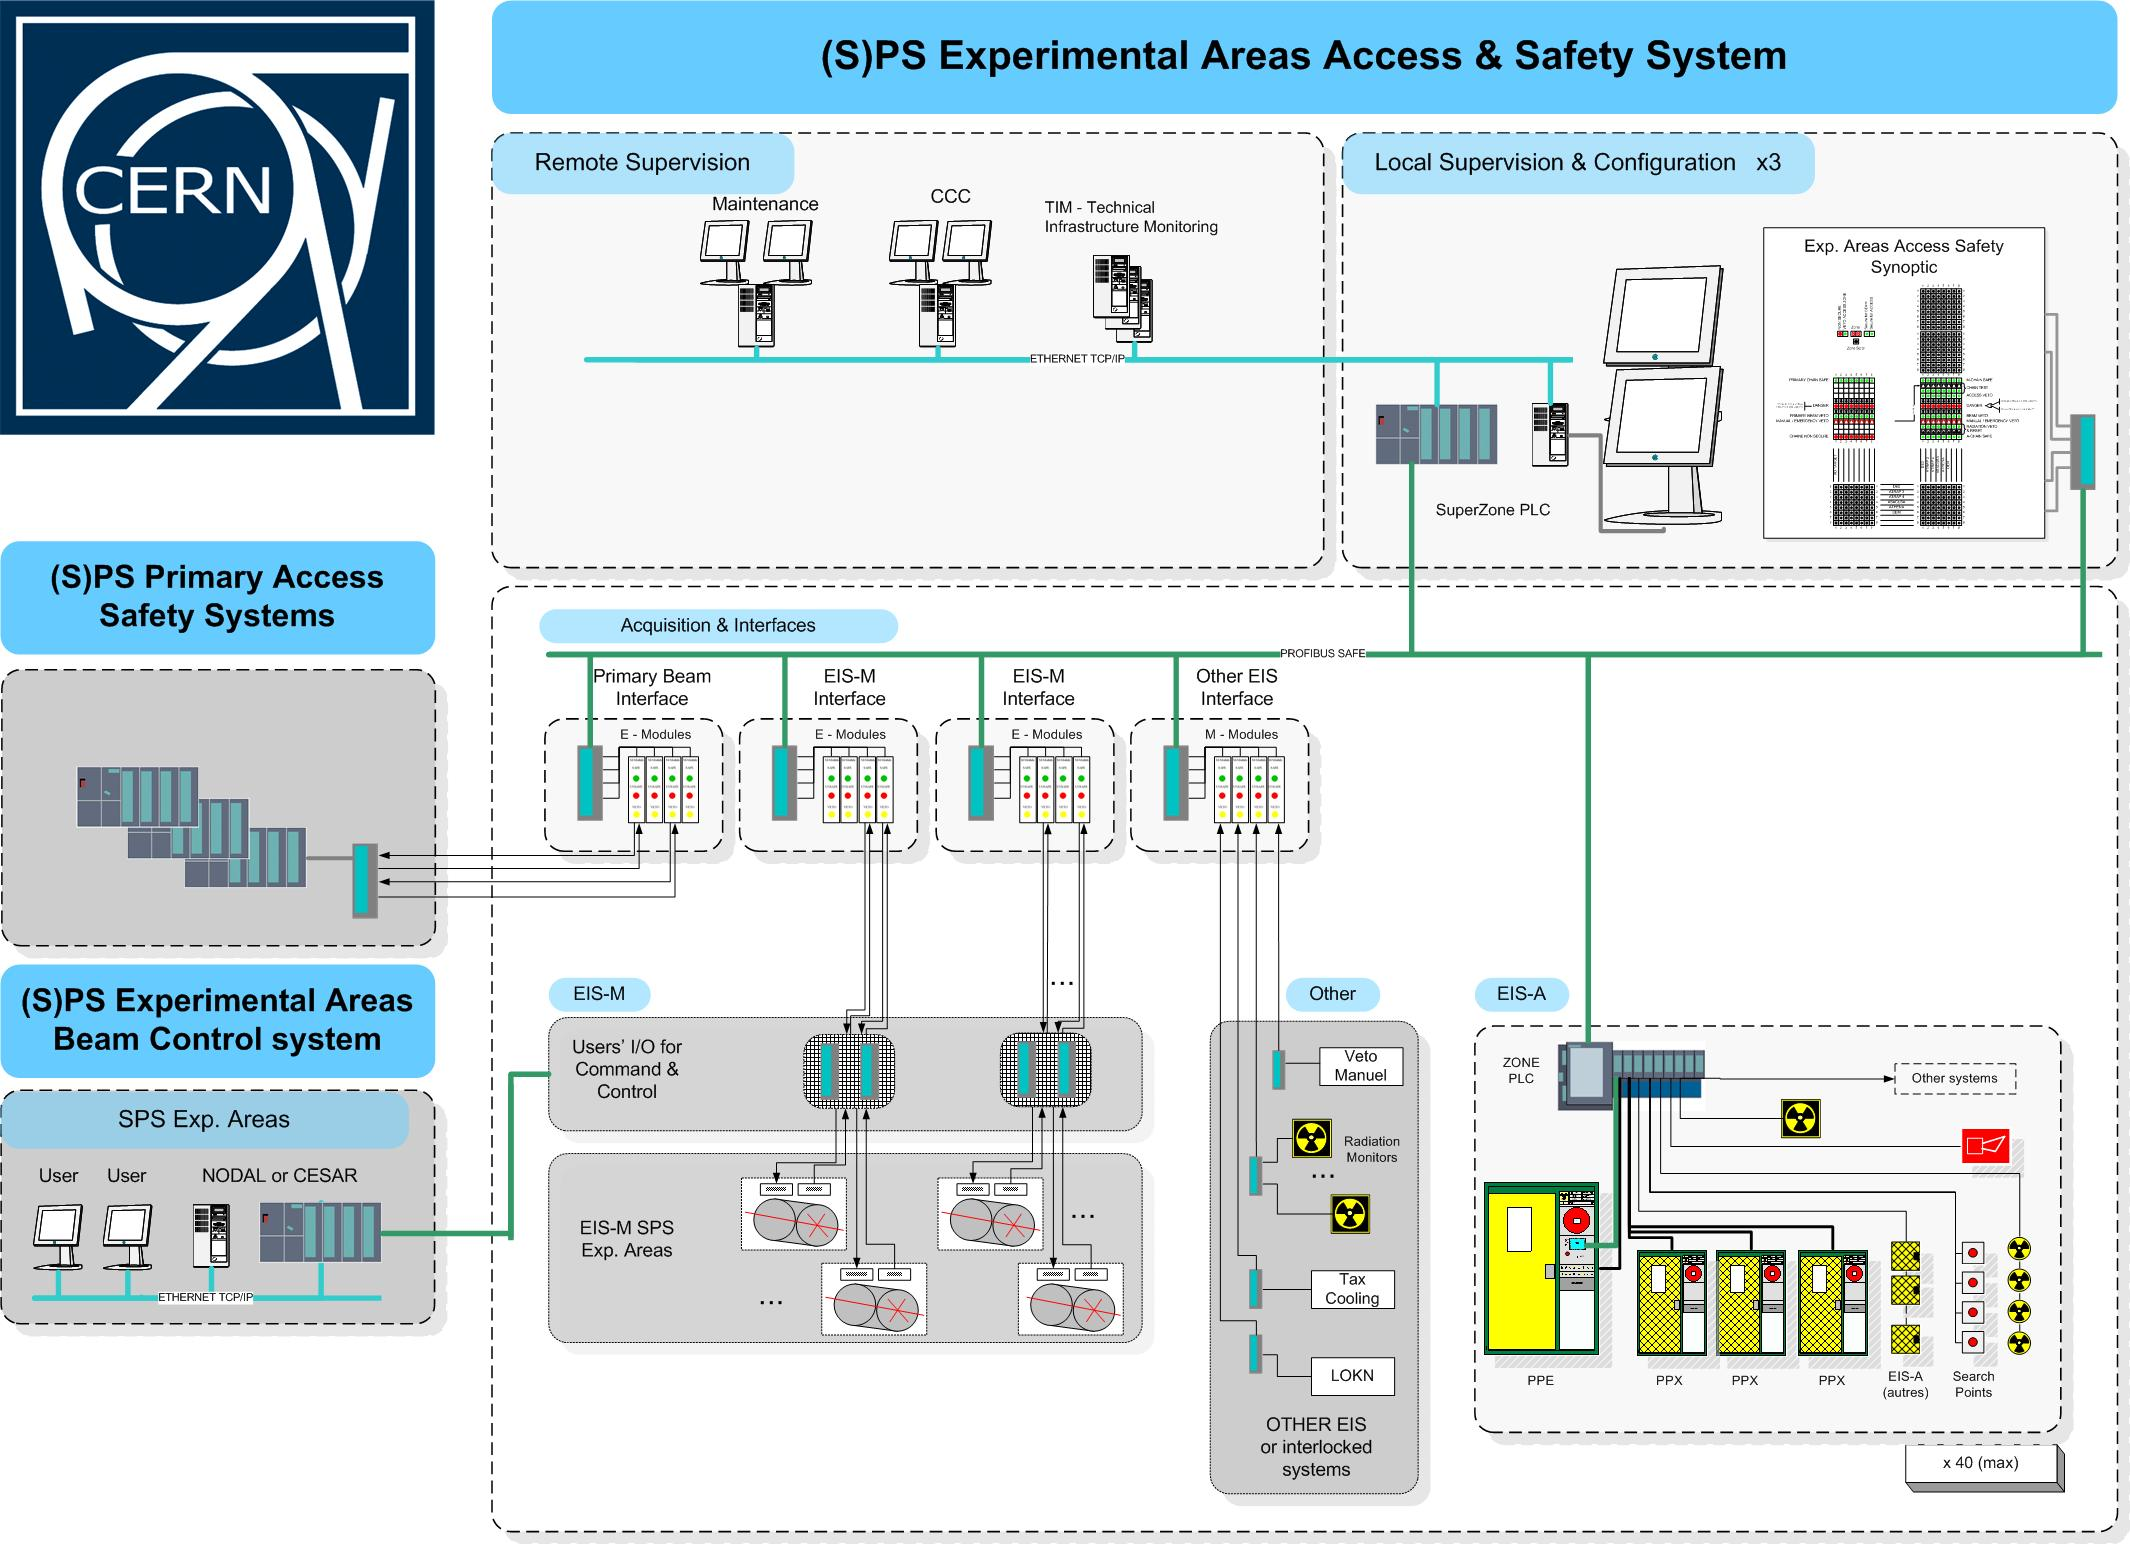 CERN
(S)PS Experimental Areas Access & Safety System
Remote Supervision
Maintenance
CCC
TIM - Technical
Infrastructure Monitoring
ETHERNET TCP/IP
Local Supervision & Configuration x3
SuperZone PLC
Exp. Areas Access Safety
Synoptic
(S)PS Primary Access
Safety Systems
(S)PS Experimental Areas
Beam Control system
SPS Exp. Areas
User
User
NODAL or CESAR
ETHERNET TCP/IP
Acquisition & Interfaces
PROFIBUS SAFE
Primary Beam
Interface
E - Modules
EIS-M
Interface
E - Modules
EIS-M
Interface
E - Modules
Other EIS
Interface
M - Modules
EIS-M
...
Users' I/O for
Command &
Control
EIS-M SPS
Exp. Areas
...
...
Other
Veto
Manuel
Radiation
Monitors
...
Tax
Cooling
LOKN
OTHER EIS
or interlocked
systems
EIS-A
ZONE
PLC
Other systems
PPE
PPX
PPX
PPX
EIS-A
(autres)
Search
Points
x 40 (max)